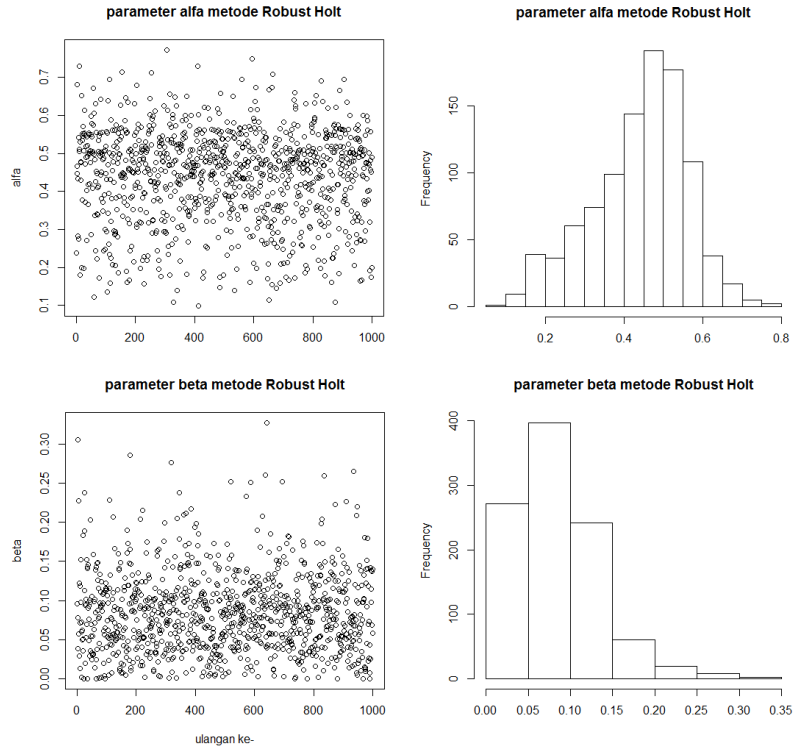 parameter alfa metode Robust Holt
alfa
0.1 0.2 0.3 0.4 0.5 0.6 0.7
0 200 400 600 800 1000
parameter alfa metode Robust Holt
Frequency
0 50 100 150
0.2 0.4 0.6 0.8
parameter beta metode Robust Holt
beta
0.00 0.05 0.10 0.15 0.20 0.25 0.30
0 200 400 600 800 1000
ulangan ke-
parameter beta metode Robust Holt
Frequency
0 100 200 300 400
0.00 0.05 0.10 0.15 0.20 0.25 0.30 0.35